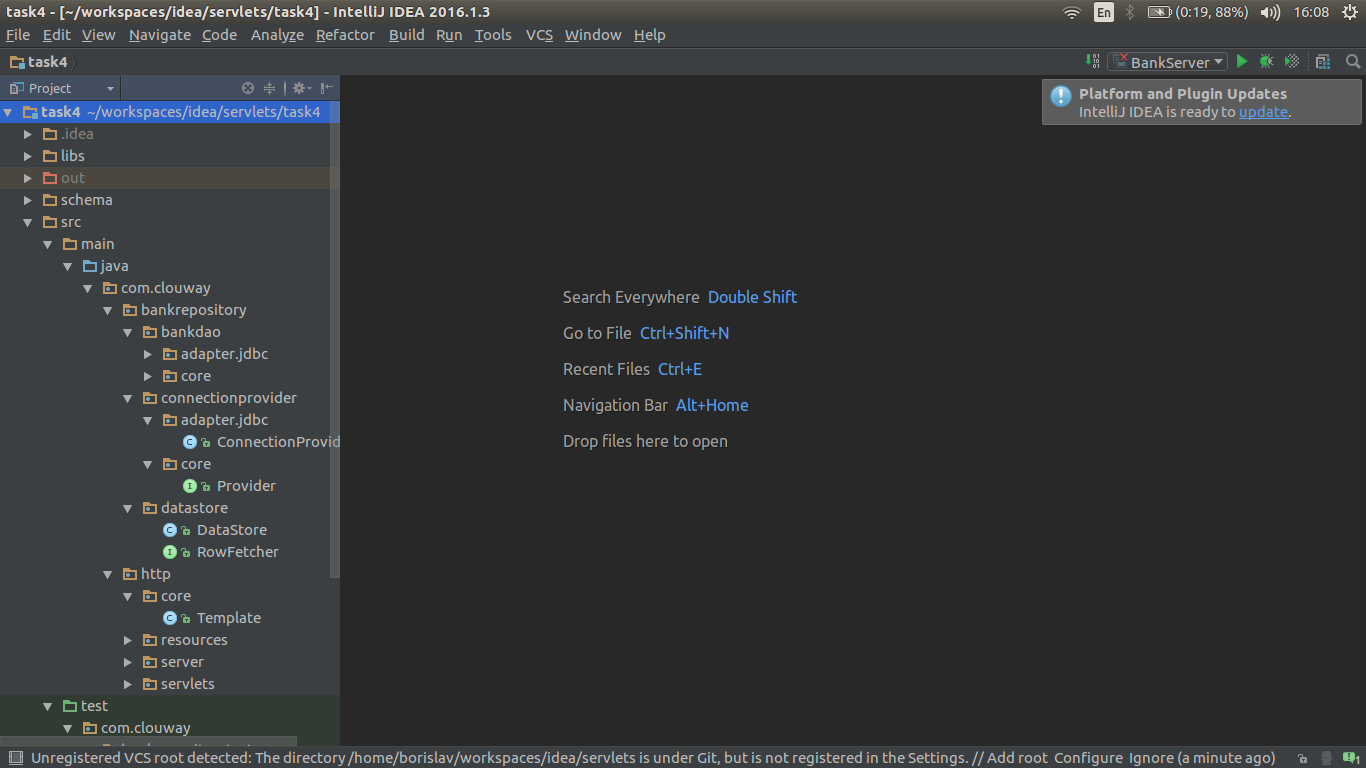 task4 - [~/workspaces/idea/servlets/task4] - IntelliJ IDEA 2016.1.3
En
(0:19, 88%)
16:08
File Edit View Navigate Code Analyze Refactor Build Run Tools VCS Window Help
task4
BankServer
Project
Platform and Plugin Updates
IntelliJ IDEA is ready to update.
task4 ~/workspaces/idea/servlets/task4
.idea
libs
out
schema
src
main
java
com.clouway
bankrepository
bankdao
adapter.jdbc
core
connectionprovider
adapter.jdbc
C ConnectionProvid
core
I Provider
datastore
C DataStore
I RowFetcher
http
core
C Template
resources
server
servlets
test
com.clouway
Search Everywhere Double Shift
Go to File Ctrl+Shift+N
Recent Files Ctrl+E
Navigation Bar Alt+Home
Drop files here to open
Unregistered VCS root detected: The directory /home/borislav/workspaces/idea/servlets is under Git, but is not registered in the Settings. // Add root Configure Ignore (a minute ago)
1